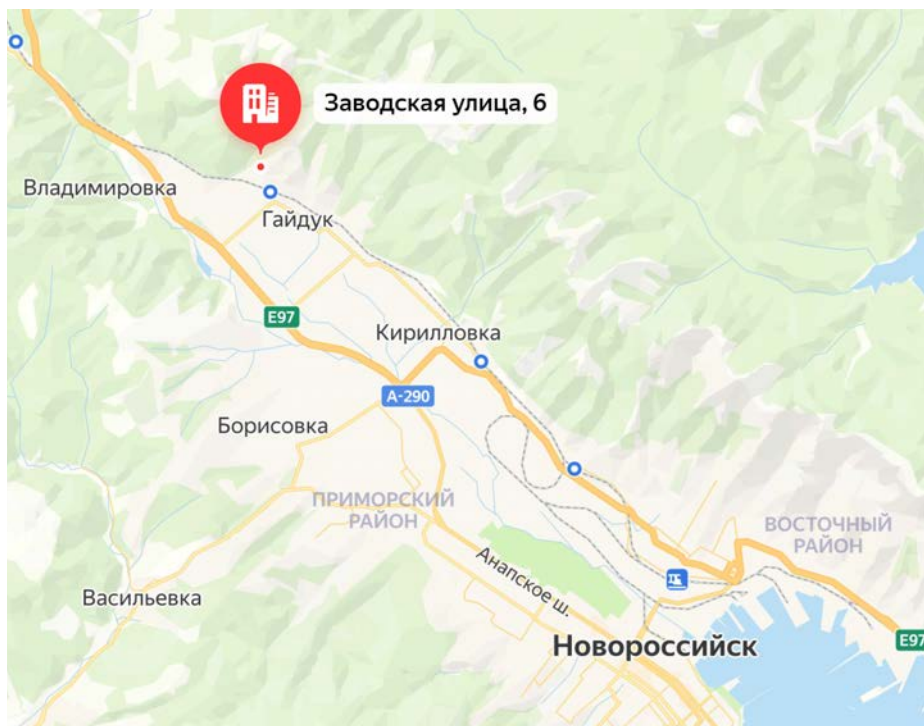 Заводская улица, 6
Владимировка
Гайдук
E97
Кирилловка
А-290
Борисовка
ПРИМОРСКИЙ
РАЙОН
ВОСТОЧНЫЙ
РАЙОН
Анапское ш.
Васильевка
Новороссийск
E97